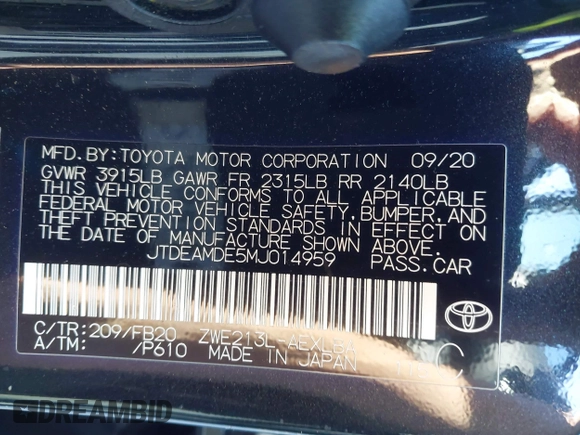 MFD.BY:TOYOTA MOTOR CORPORATION 09/20
GVWR 3915LB GAWR FR 2315LB RR 2140LB
THIS VEHICLE CONFORMS TO ALL APPLICABLE
FEDERAL MOTOR VEHICLE SAFETY,BUMPER,AND
THEFT PREVENTION STANDARDS IN EFFECT ON
THE DATE OF MANUFACTURE SHOWN ABOVE.
JTDEAMDE5MJ014959 PASS.CAR
C/TR:209/FB20 ZWE213L-AEXLBA
A/TM: /P610 MADE IN JAPAN C
DREAMBID